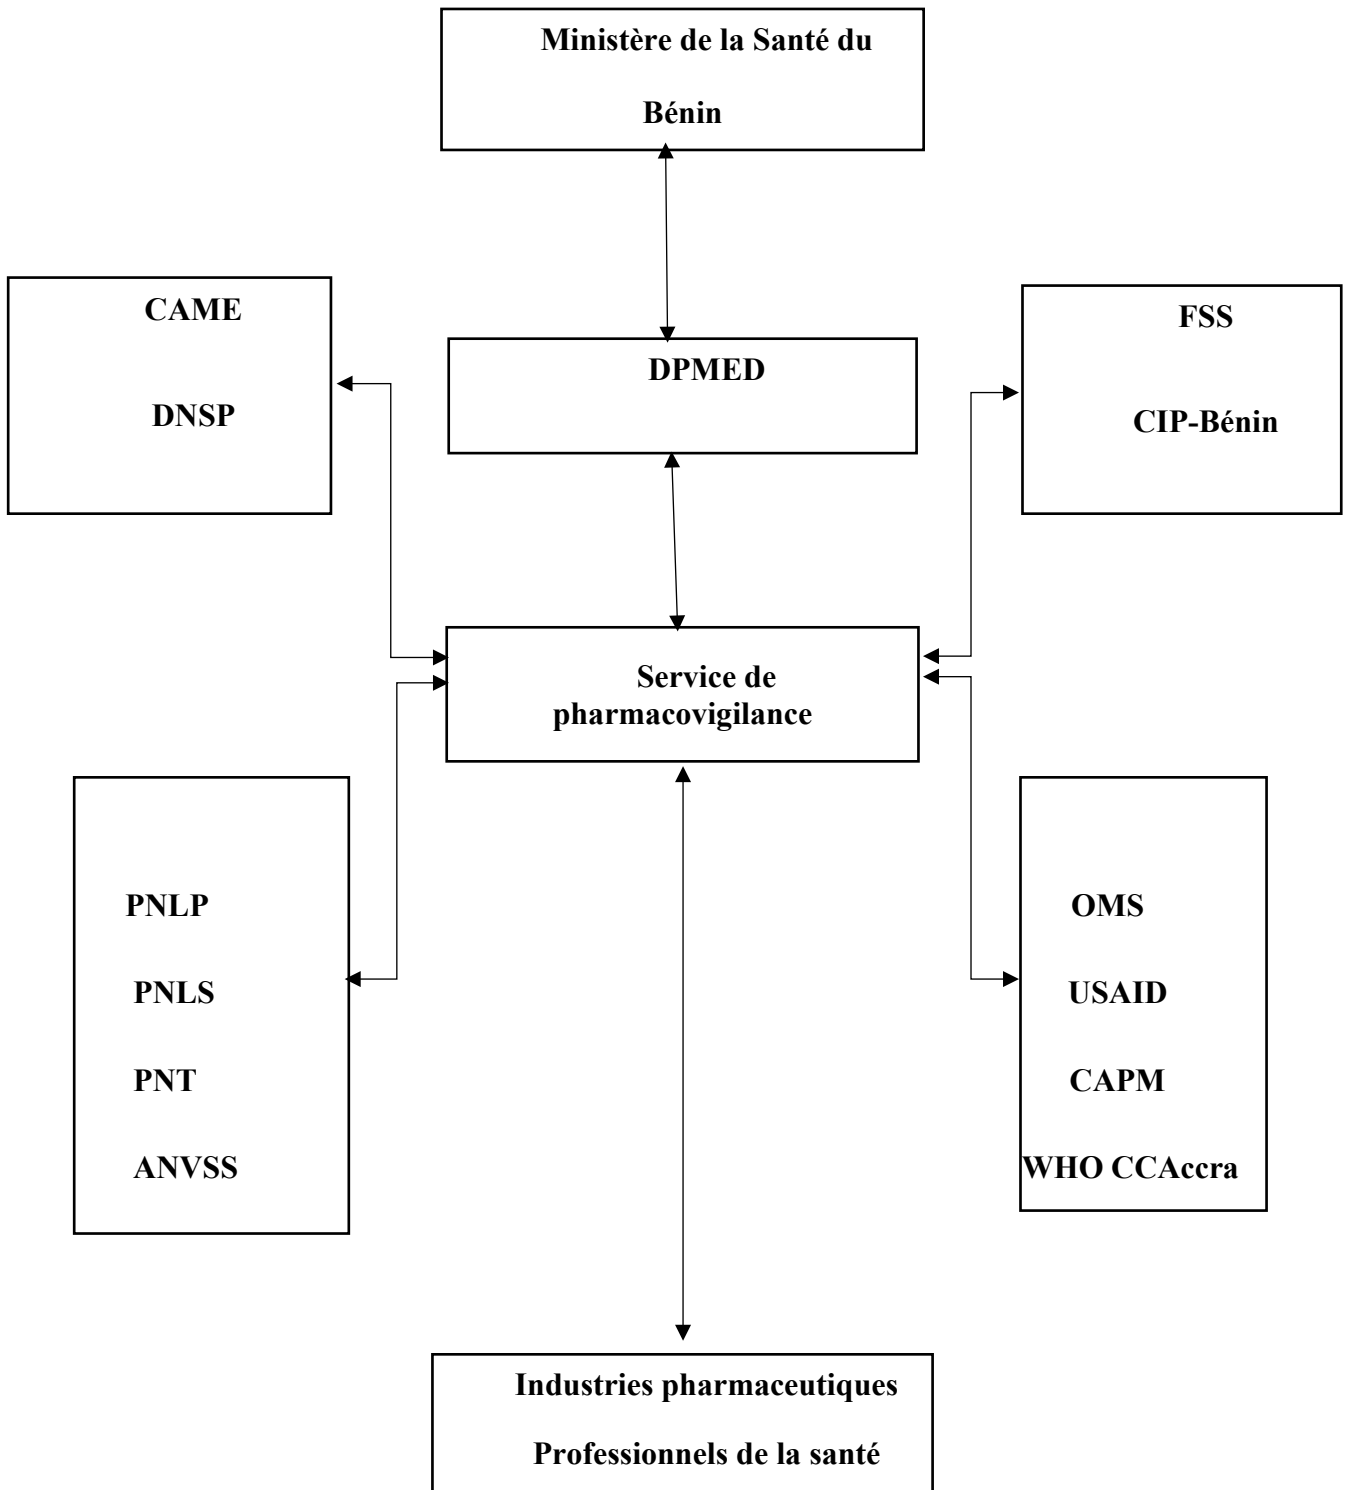 Ministère de la Santé du
Bénin
CAME
DNSP
DPMED
FSS
CIP-Bénin
Service de
pharmacovigilance
PNLP
PNLS
PNT
ANVSS
OMS
USAID
CAPM
WHO CCAccra
Industries pharmaceutiques
Professionnels de la santé